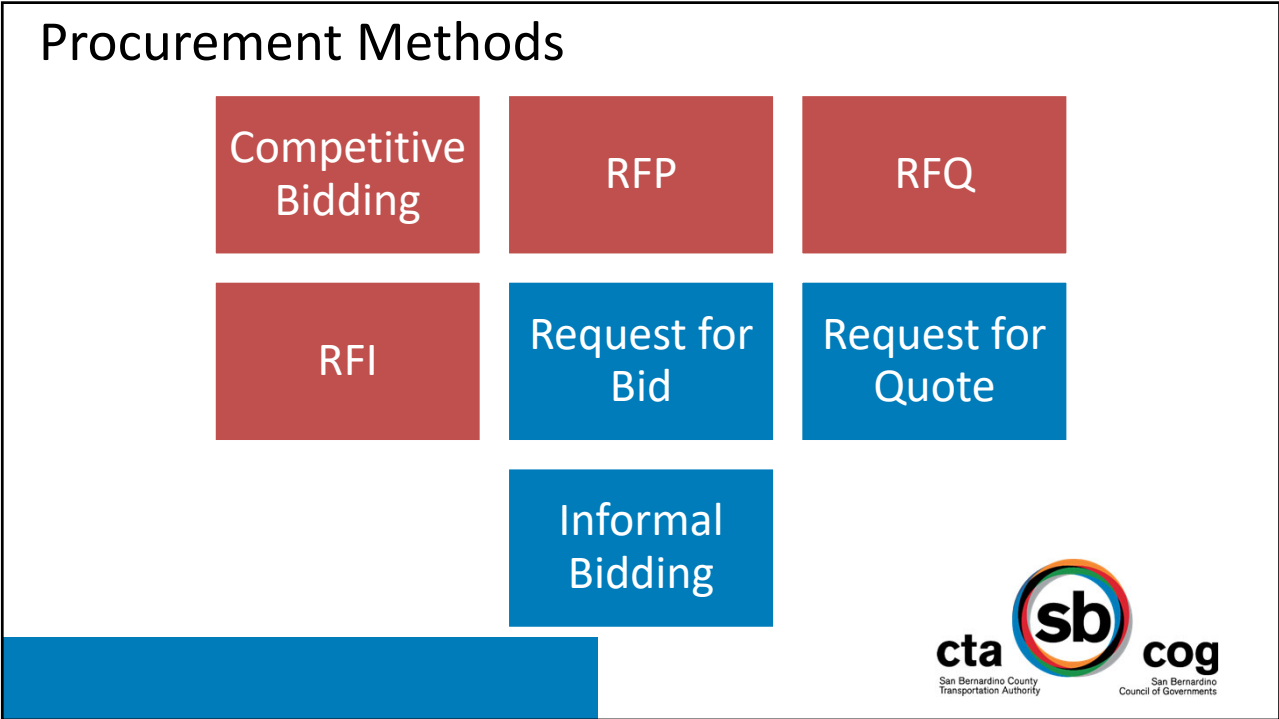 Procurement Methods
Competitive
Bidding
RFP
RFQ
RFI
Request for
Bid
Request for
Quote
Informal
Bidding
sb
cta
cog
San Bernardino County
Transportation Authority
San Bernardino
Council of Governments